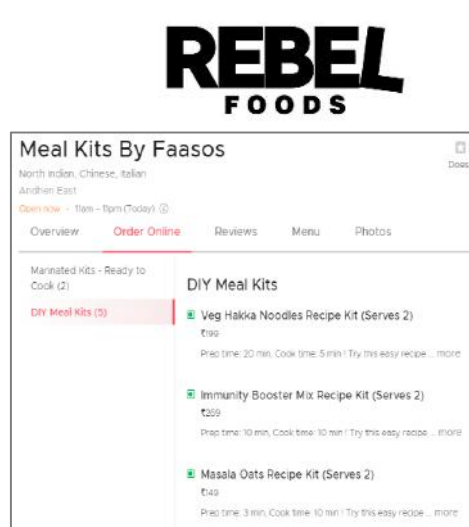 REBEL
FOODS
Meal Kits By Faasos
North Indian, Chinese, Italian
Andheri East
Open now - 11am - 11pm (Today)
Overview
Order Online
Reviews
Menu
Photos
Marinated Kits - Ready to
Cook (2)
DIY Meal Kits (5)
DIY Meal Kits
Veg Hakka Noodles Recipe Kit (Serves 2)
₹199
Prep time: 20 min, Cook time: 5 min ! Try this easy recipe ... more
Immunity Booster Mix Recipe Kit (Serves 2)
₹259
Prep time: 10 min, Cook time: 10 min ! Try this easy recipe ... more
Masala Oats Recipe Kit (Serves 2)
₹149
Prep time: 3 min, Cook time: 10 min ! Try this easy recipe ... more